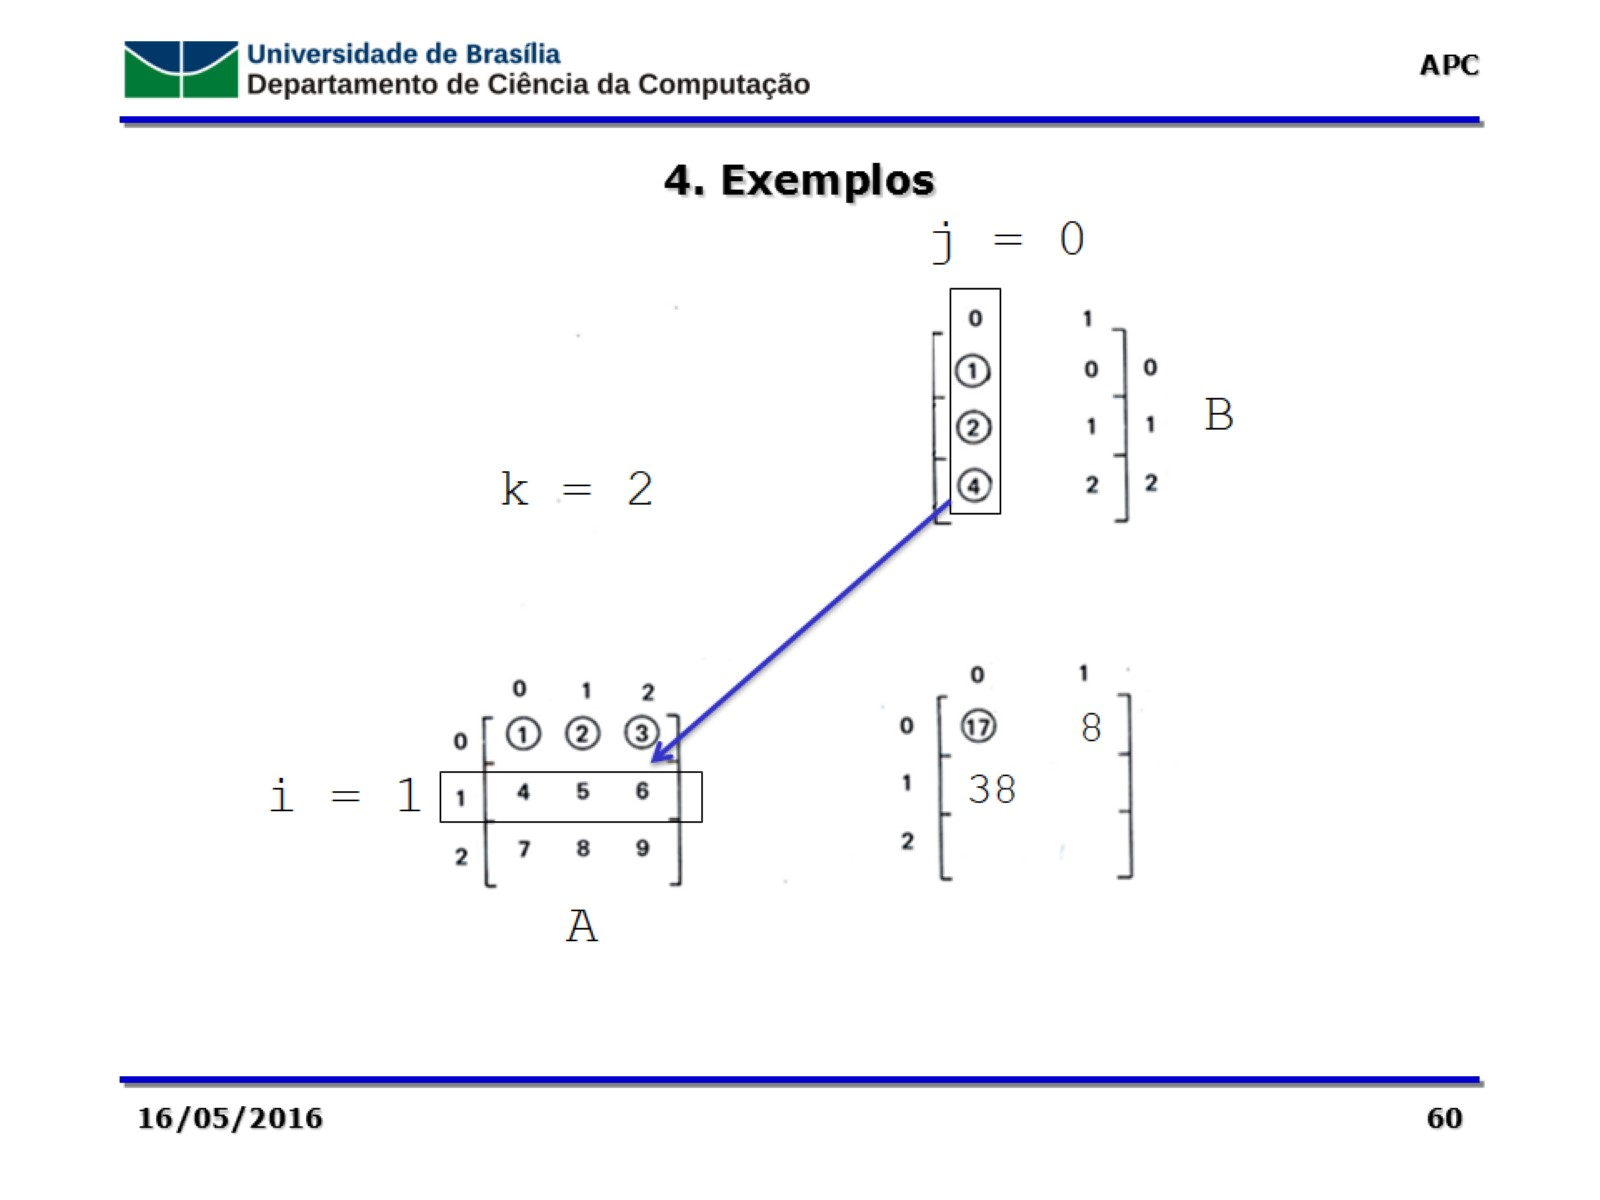 Universidade de Brasília
Departamento de Ciência da Computação
APC
4. Exemplos
j = 0
0 1
1 0 0
2 1 1
B
4 2 2
k = 2
0 1 2
0 1 2 3
i = 1 1 4 5 6
2 7 8 9
A
0 1
0 17 8
1 38
2
16/05/2016
60